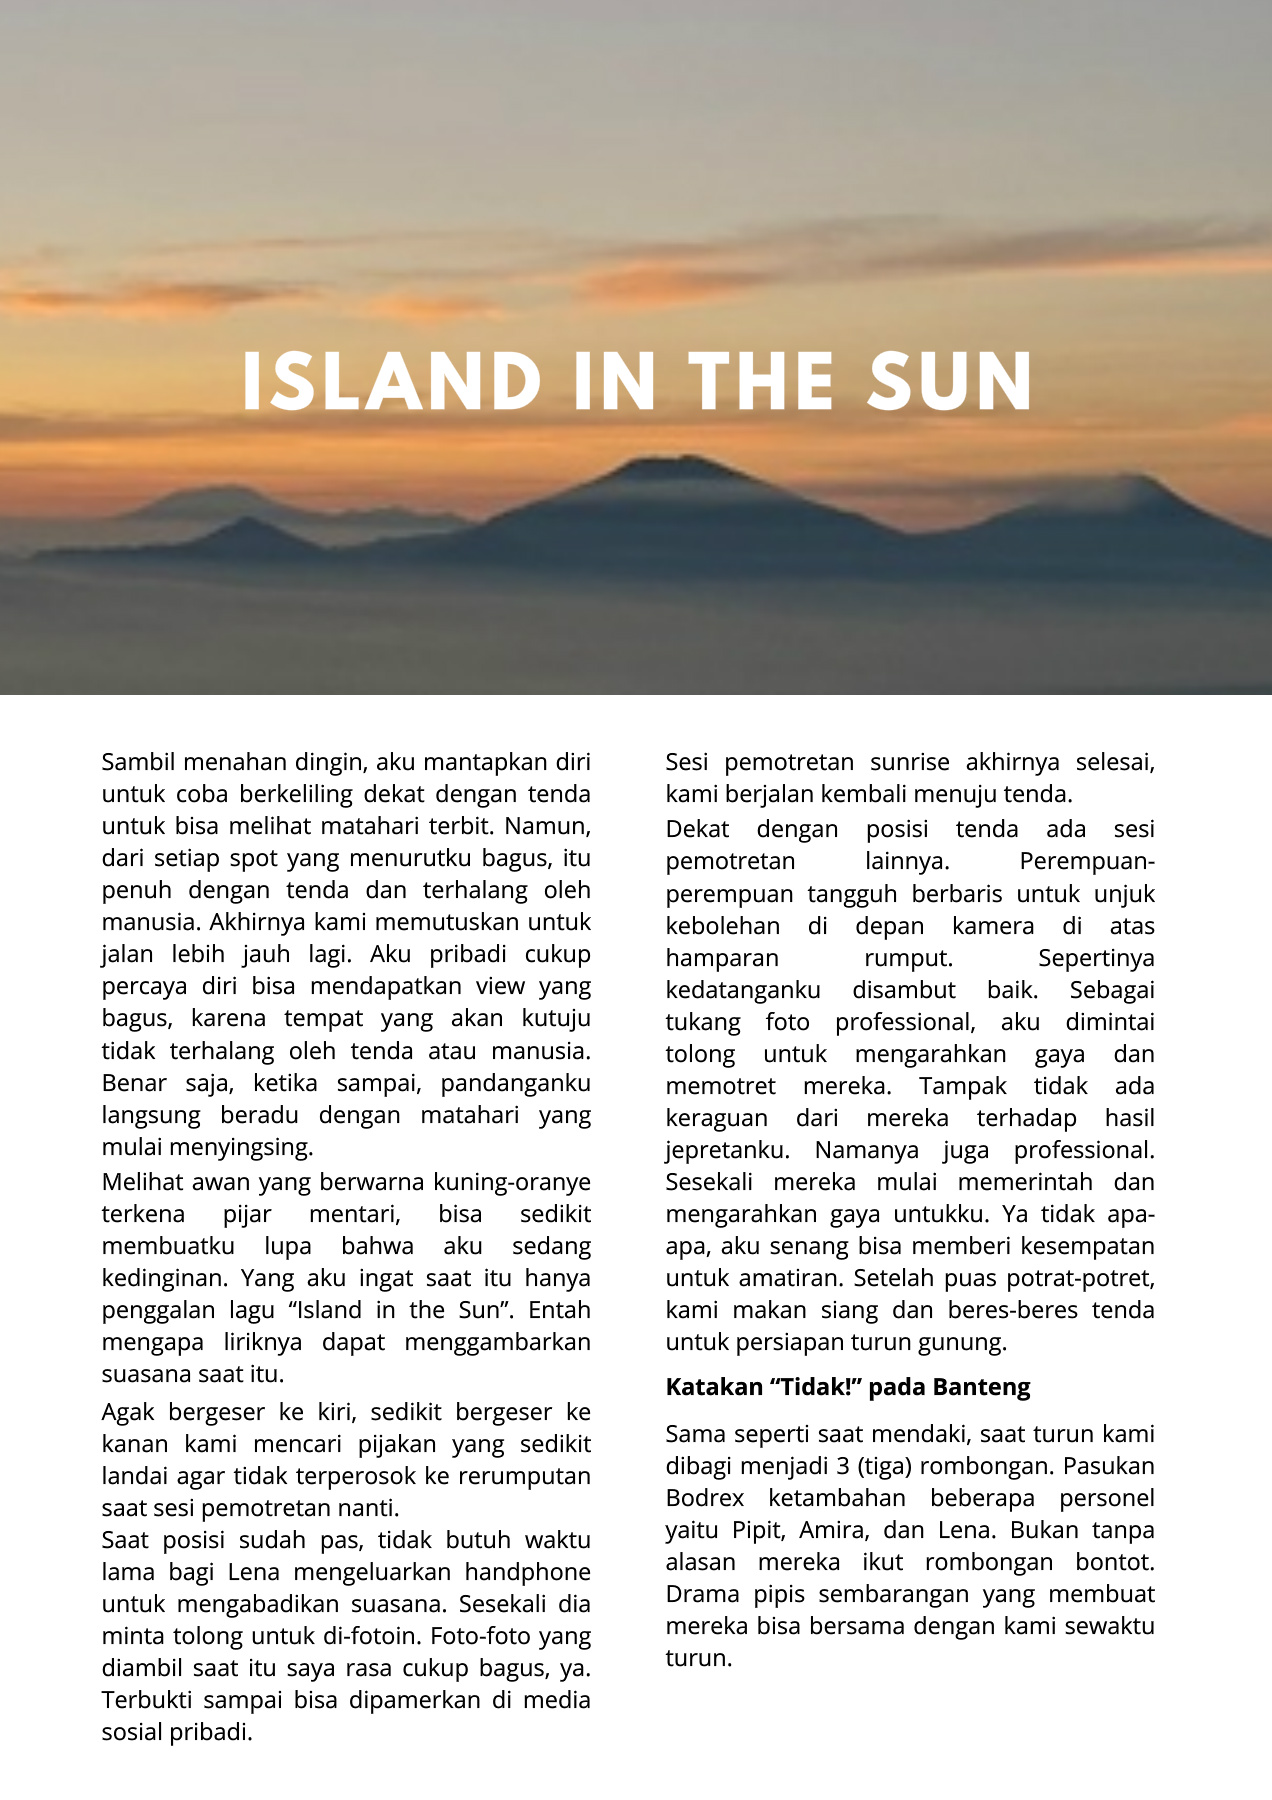 ISLAND IN THE SUN
Sambil menahan dingin, aku mantapkan diri
untuk coba berkeliling dekat dengan tenda
untuk bisa melihat matahari terbit. Namun,
dari setiap spot yang menurutku bagus, itu
penuh dengan tenda dan terhalang oleh
manusia. Akhirnya kami memutuskan untuk
jalan lebih jauh lagi. Aku pribadi cukup
percaya diri bisa mendapatkan view yang
bagus, karena tempat yang akan kutuju
tidak terhalang oleh tenda atau manusia.
Benar saja, ketika sampai, pandanganku
langsung beradu dengan matahari yang
mulai menyingsing.
Melihat awan yang berwarna kuning-oranye
terkena pijar mentari, bisa sedikit
membuatku lupa bahwa aku sedang
kedinginan. Yang aku ingat saat itu hanya
penggalan lagu “Island in the Sun”. Entah
mengapa liriknya dapat menggambarkan
suasana saat itu.
Agak bergeser ke kiri, sedikit bergeser ke
kanan kami mencari pijakan yang sedikit
landai agar tidak terperosok ke rerumputan
saat sesi pemotretan nanti.
Saat posisi sudah pas, tidak butuh waktu
lama bagi Lena mengeluarkan handphone
untuk mengabadikan suasana. Sesekali dia
minta tolong untuk di-fotoin. Foto-foto yang
diambil saat itu saya rasa cukup bagus, ya.
Terbukti sampai bisa dipamerkan di media
sosial pribadi.
Sesi pemotretan sunrise akhirnya selesai,
kami berjalan kembali menuju tenda.
Dekat dengan posisi tenda ada sesi
pemotretan lainnya. Perempuan-
perempuan tangguh berbaris untuk unjuk
kebolehan di depan kamera di atas
hamparan rumput. Sepertinya
kedatanganku disambut baik. Sebagai
tukang foto professional, aku dimintai
tolong untuk mengarahkan gaya dan
memotret mereka. Tampak tidak ada
keraguan dari mereka terhadap hasil
jepretanku. Namanya juga professional.
Sesekali mereka mulai memerintah dan
mengarahkan gaya untukku. Ya tidak apa-
apa, aku senang bisa memberi kesempatan
untuk amatiran. Setelah puas potrat-potret,
kami makan siang dan beres-beres tenda
untuk persiapan turun gunung.
Katakan “Tidak!” pada Banteng
Sama seperti saat mendaki, saat turun kami
dibagi menjadi 3 (tiga) rombongan. Pasukan
Bodrex ketambahan beberapa personel
yaitu Pipit, Amira, dan Lena. Bukan tanpa
alasan mereka ikut rombongan bontot.
Drama pipis sembarangan yang membuat
mereka bisa bersama dengan kami sewaktu
turun.